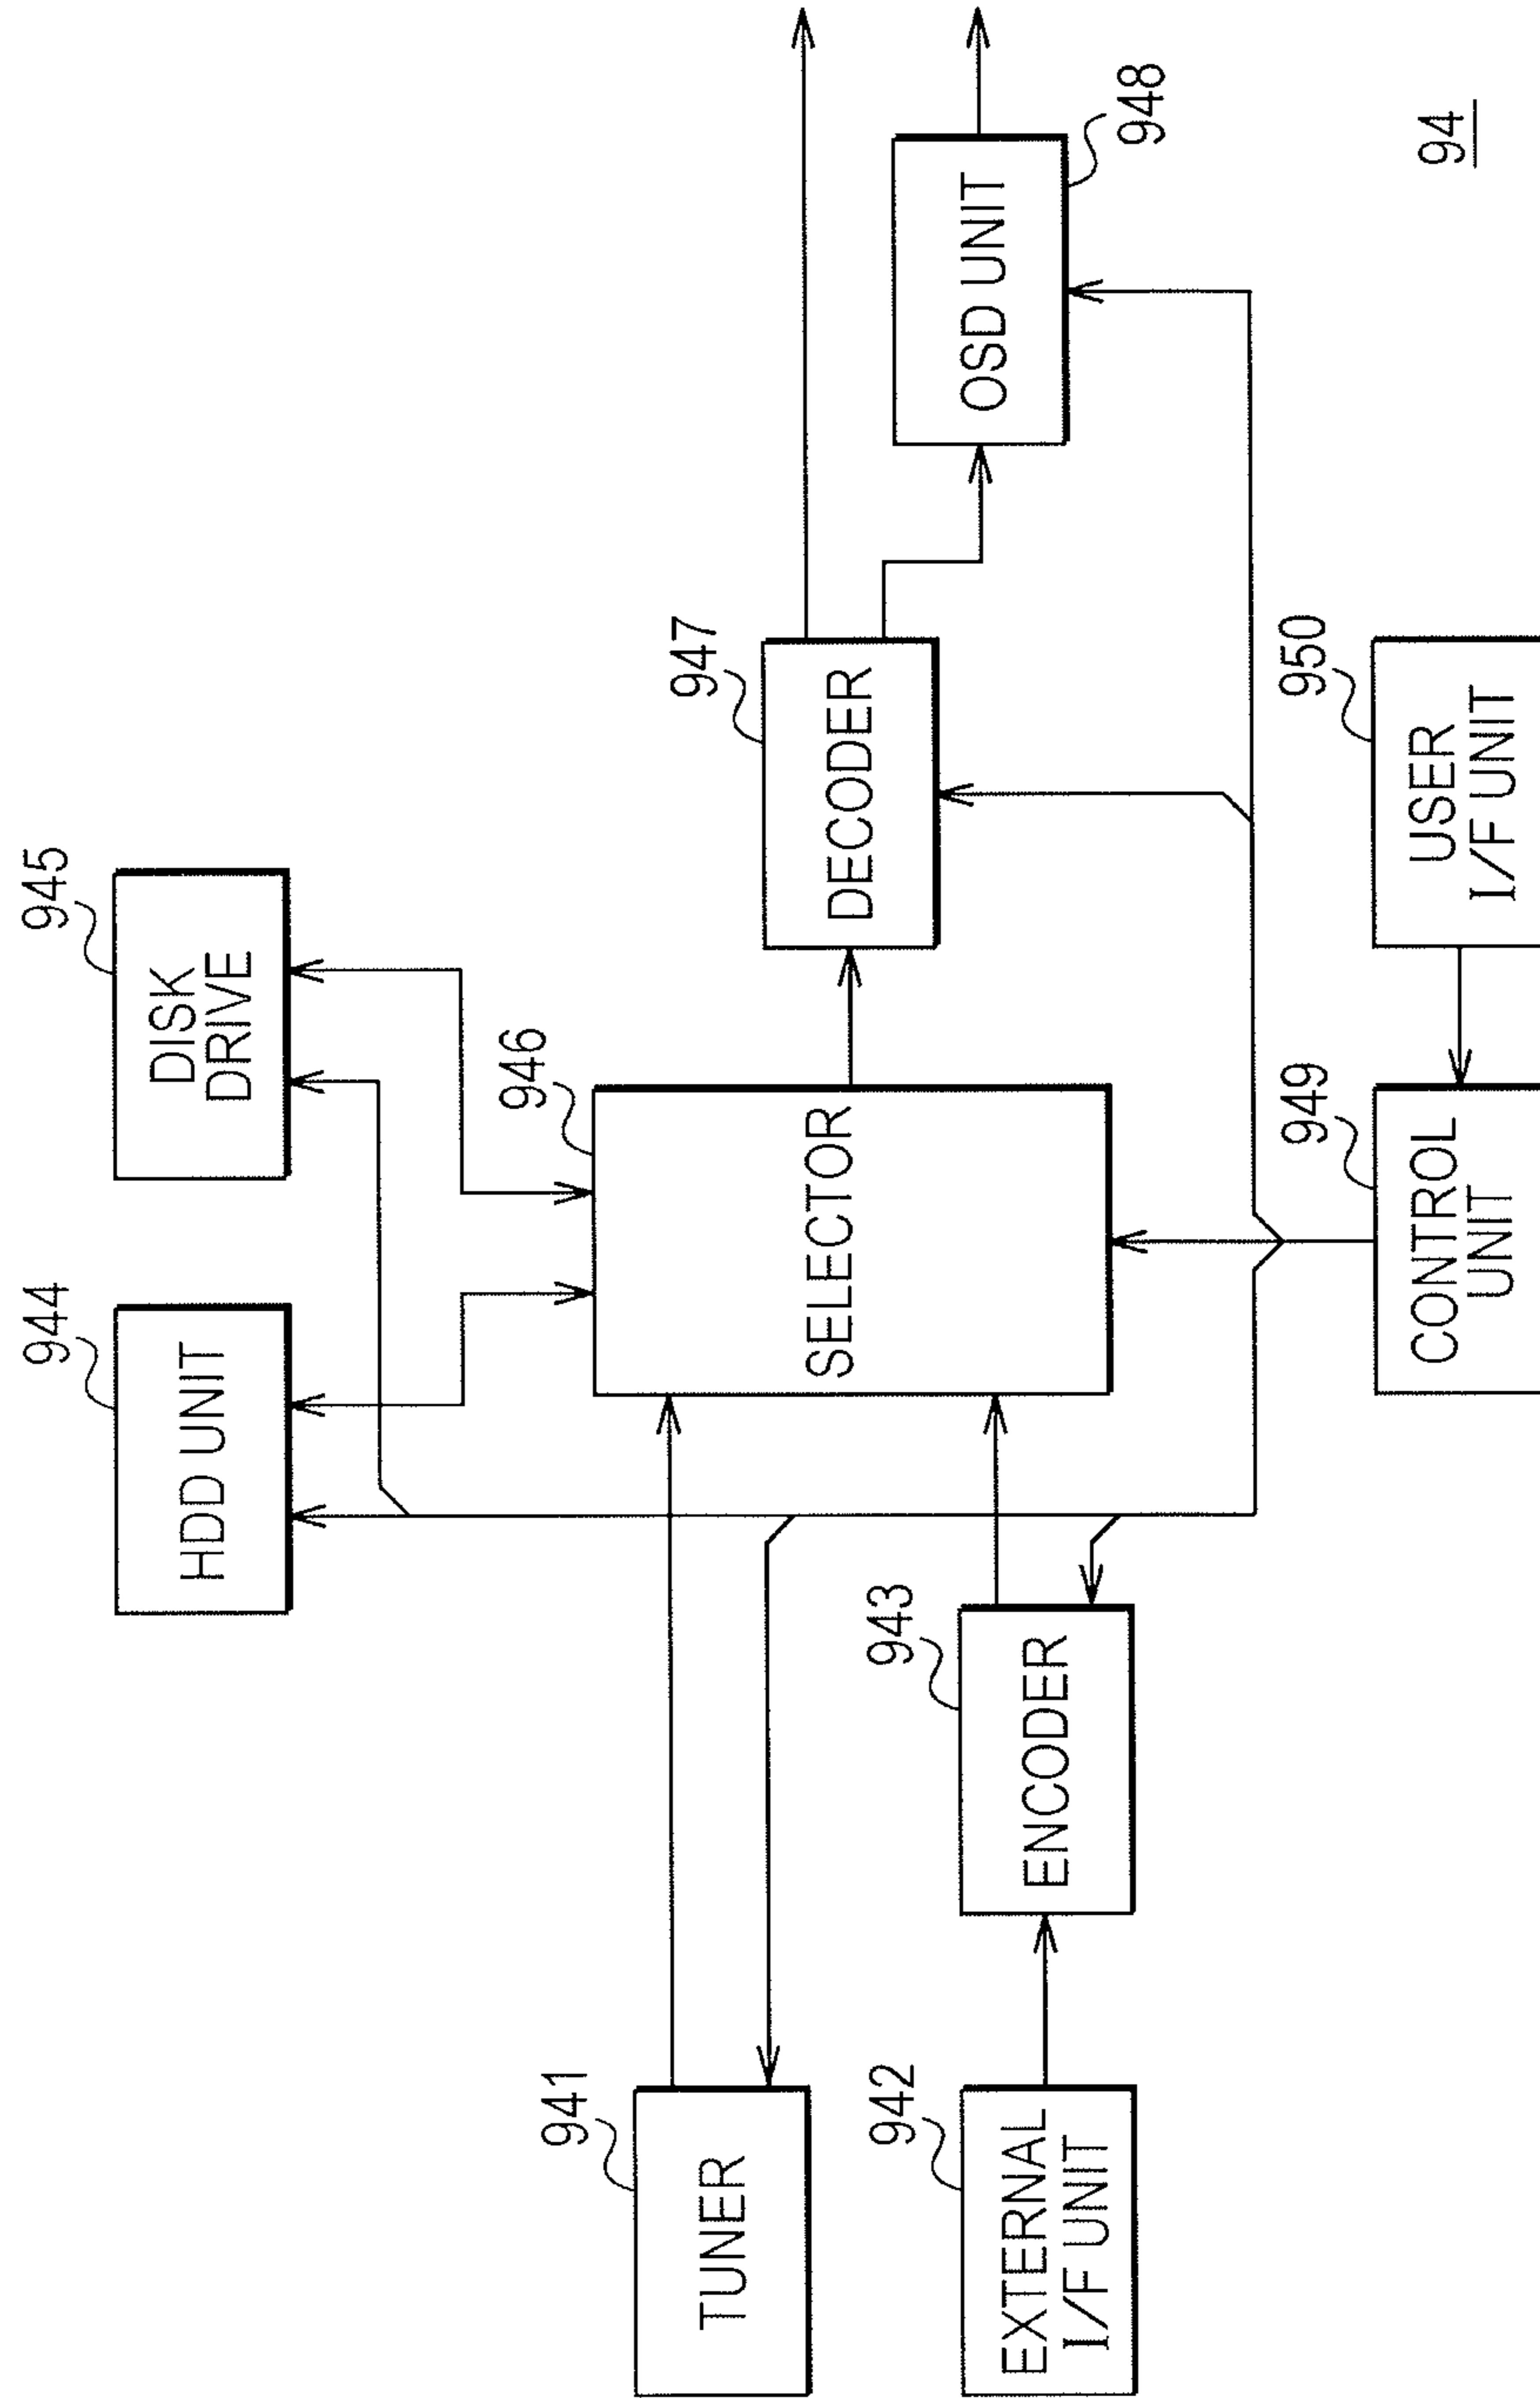 944
HDD UNIT
945
DISK
DRIVE
941
TUNER
946
SELECTOR
947
DECODER
942
EXTERNAL
I/F UNIT
943
ENCODER
OSD UNIT
948
949
CONTROL
UNIT
950
USER
I/F UNIT
94